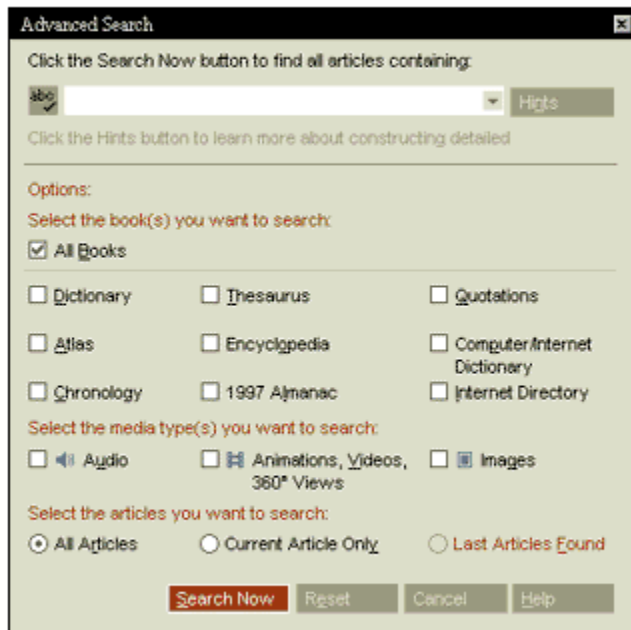 Advanced Search
Click the Search Now button to find all articles containing:
abc
Hints
Click the Hints button to learn more about constructing detailed
Options:
Select the book(s) you want to search:
All Books
Dictionary Thesaurus Quotations
Atlas Encyclopedia Computer/Internet
Dictionary
Chronology 1997 Almanac Internet Directory
Select the media type(s) you want to search:
Audio Animations, Videos, Images
360° Views
Select the articles you want to search:
All Articles Current Article Only Last Articles Found
Search Now Reset Cancel Help